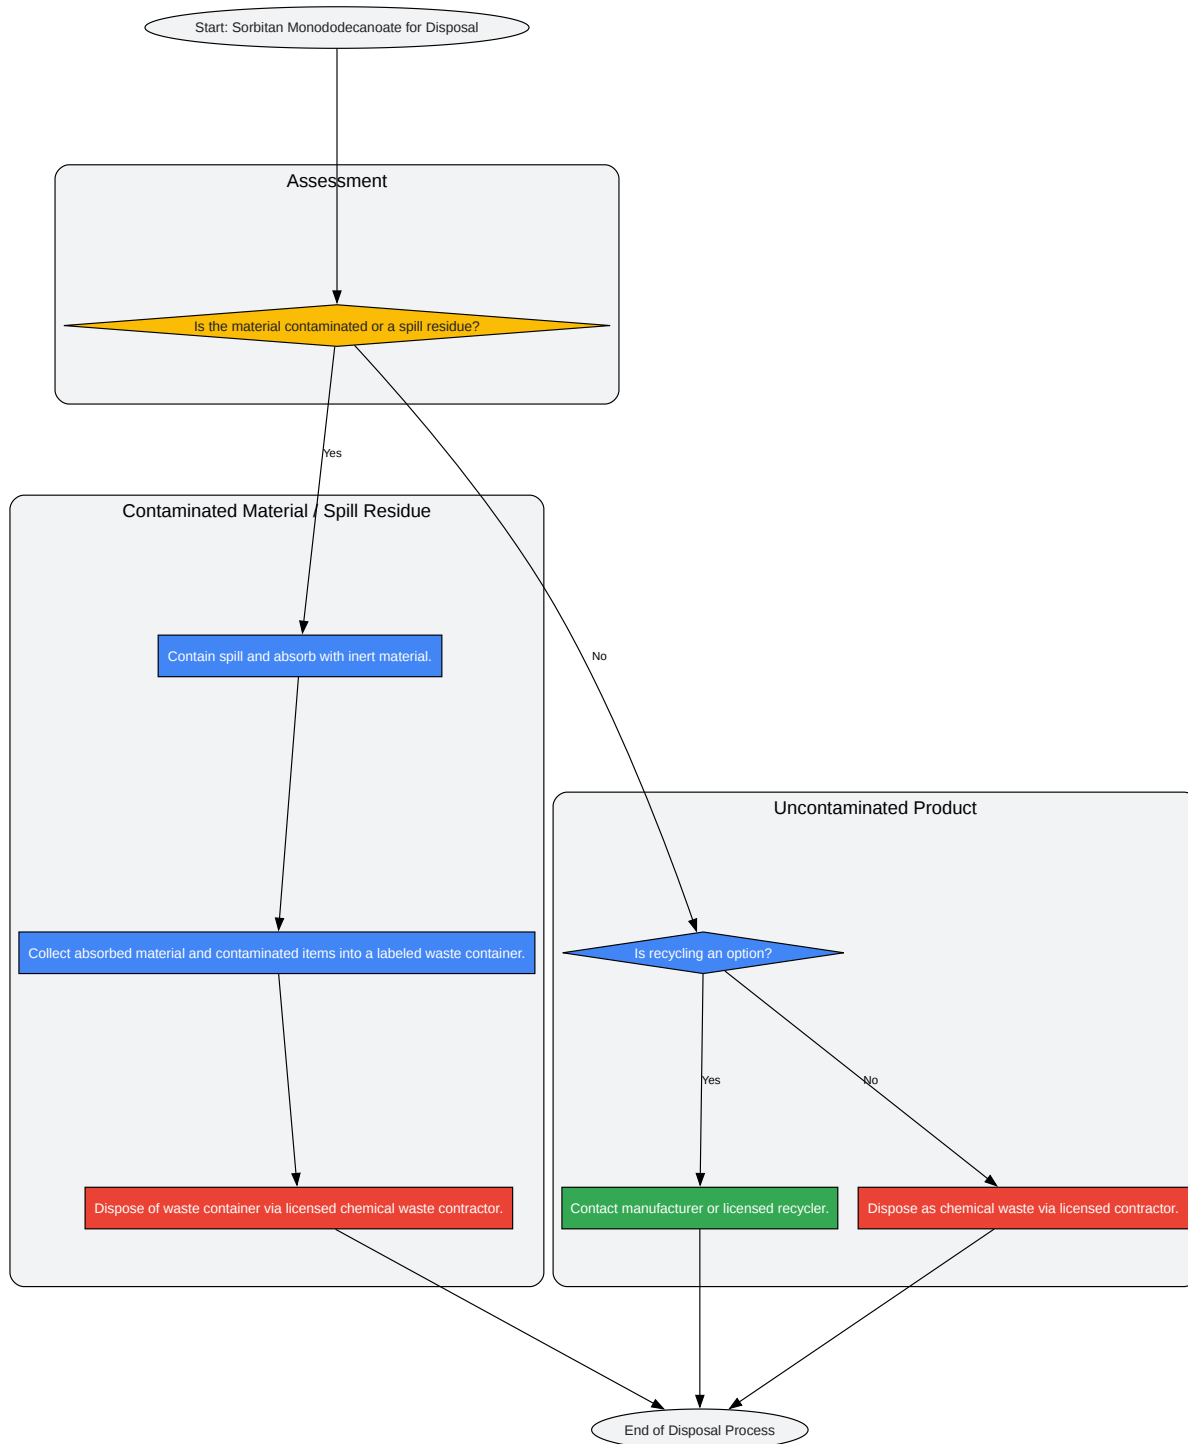 Start: Sorbitan Monododecanoate for Disposal
Assessment
Is the material contaminated or a spill residue?
Yes
Contaminated Material / Spill Residue
Contain spill and absorb with inert material.
No
Uncontaminated Product
Collect absorbed material and contaminated items into a labeled waste container.
Is recycling an option?
Yes
No
Dispose of waste container via licensed chemical waste contractor.
Contact manufacturer or licensed recycler.
Dispose as chemical waste via licensed contractor.
End of Disposal Process